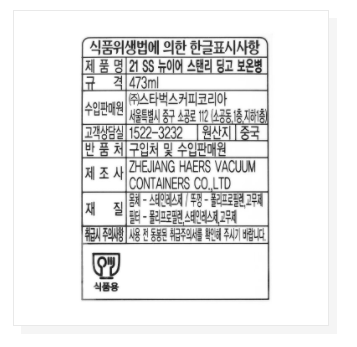 식품위생법에 의한 한글표시사항
제 품 명 21 SS 뉴이어 스탠리 딩고 보온병
규 격 473ml
수입판매원 ㈜스타벅스커피코리아
서울특별시 중구 소공로 112 (소공동,1층,지하1층)
고객상담실 1522-3232 원산지 중국
반 품 처 구입처 및 수입판매원
제 조 사 ZHEJIANG HAERS VACUUM
CONTAINERS CO.,LTD
재 질 몸체 - 스테인레스제 / 뚜껑 - 폴리프로필렌,고무제
필터 - 폴리프로필렌,스테인레스제,고무제
취급시 주의사항 사용 전 동봉된 주의사항을 확인해 주시기 바랍니다.
식품용